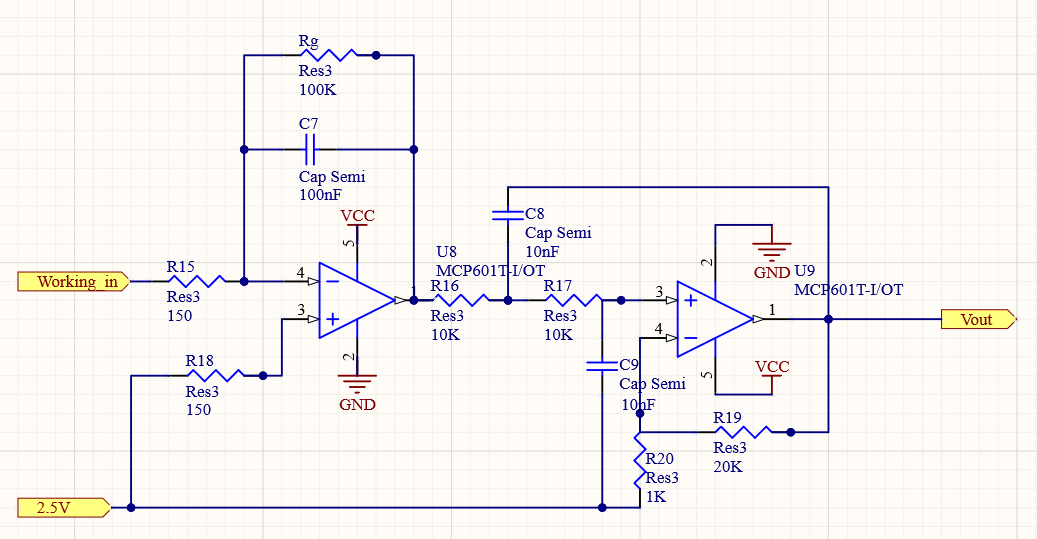 Rg
Res3
100K
C7
Cap Semi
100nF
VCC
5
C8
Cap Semi
10nF
2
GND
U9
MCP601T-I/OT
U8
MCP601T-I/OT
Working_in
R15
Res3
150
4
3
1
R16
Res3
10K
R17
Res3
10K
3
4
1
Vout
2
GND
R18
Res3
150
C9
Cap Semi
10nF
5
VCC
R19
Res3
20K
R20
Res3
1K
2.5V